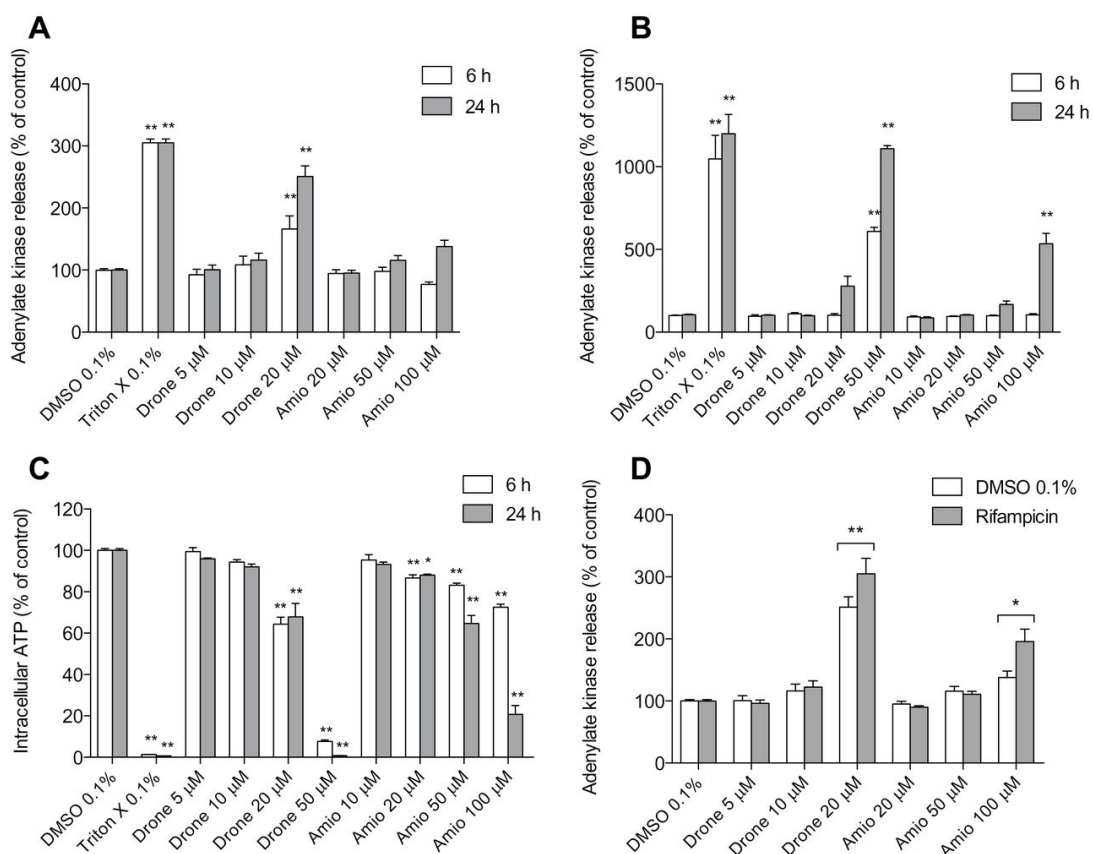 A
Adenylate kinase release (% of control)
400
300
200
100
0
6 h
24 h
** **
**
**
DMSO 0.1%
Triton X 0.1%
Drone 5 µM
Drone 10 µM
Drone 20 µM
Amio 20 µM
Amio 50 µM
Amio 100 µM
B
Adenylate kinase release (% of control)
1500
1000
500
0
6 h
24 h
**
**
**
**
**
DMSO 0.1%
Triton X 0.1%
Drone 5 µM
Drone 10 µM
Drone 20 µM
Drone 50 µM
Amio 10 µM
Amio 20 µM
Amio 50 µM
Amio 100 µM
C
Intracellular ATP (% of control)
120
100
80
60
40
20
0
6 h
24 h
** **
** **
** **
** *
** **
** **
DMSO 0.1%
Triton X 0.1%
Drone 5 µM
Drone 10 µM
Drone 20 µM
Drone 50 µM
Amio 10 µM
Amio 20 µM
Amio 50 µM
Amio 100 µM
D
Adenylate kinase release (% of control)
400
300
200
100
0
DMSO 0.1%
Rifampicin
**
*
DMSO 0.1%
Drone 5 µM
Drone 10 µM
Drone 20 µM
Amio 20 µM
Amio 50 µM
Amio 100 µM